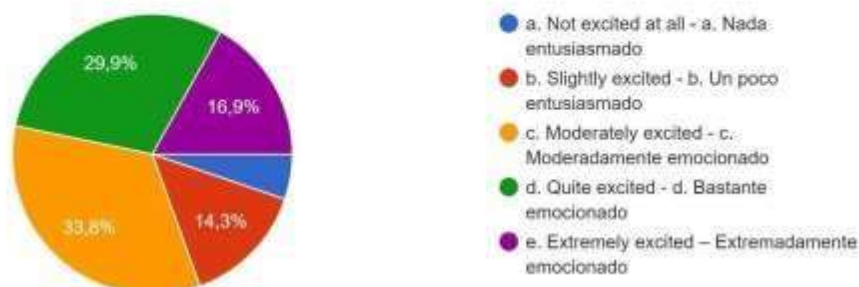 29,9%
16,9%
33,8%
14,3%
a. Not excited at all - a. Nada
entusiasmado
b. Slightly excited - b. Un poco
entusiasmado
c. Moderately excited - c.
Moderadamente emocionado
d. Quite excited - d. Bastante
emocionado
e. Extremely excited – Extremadamente
emocionado